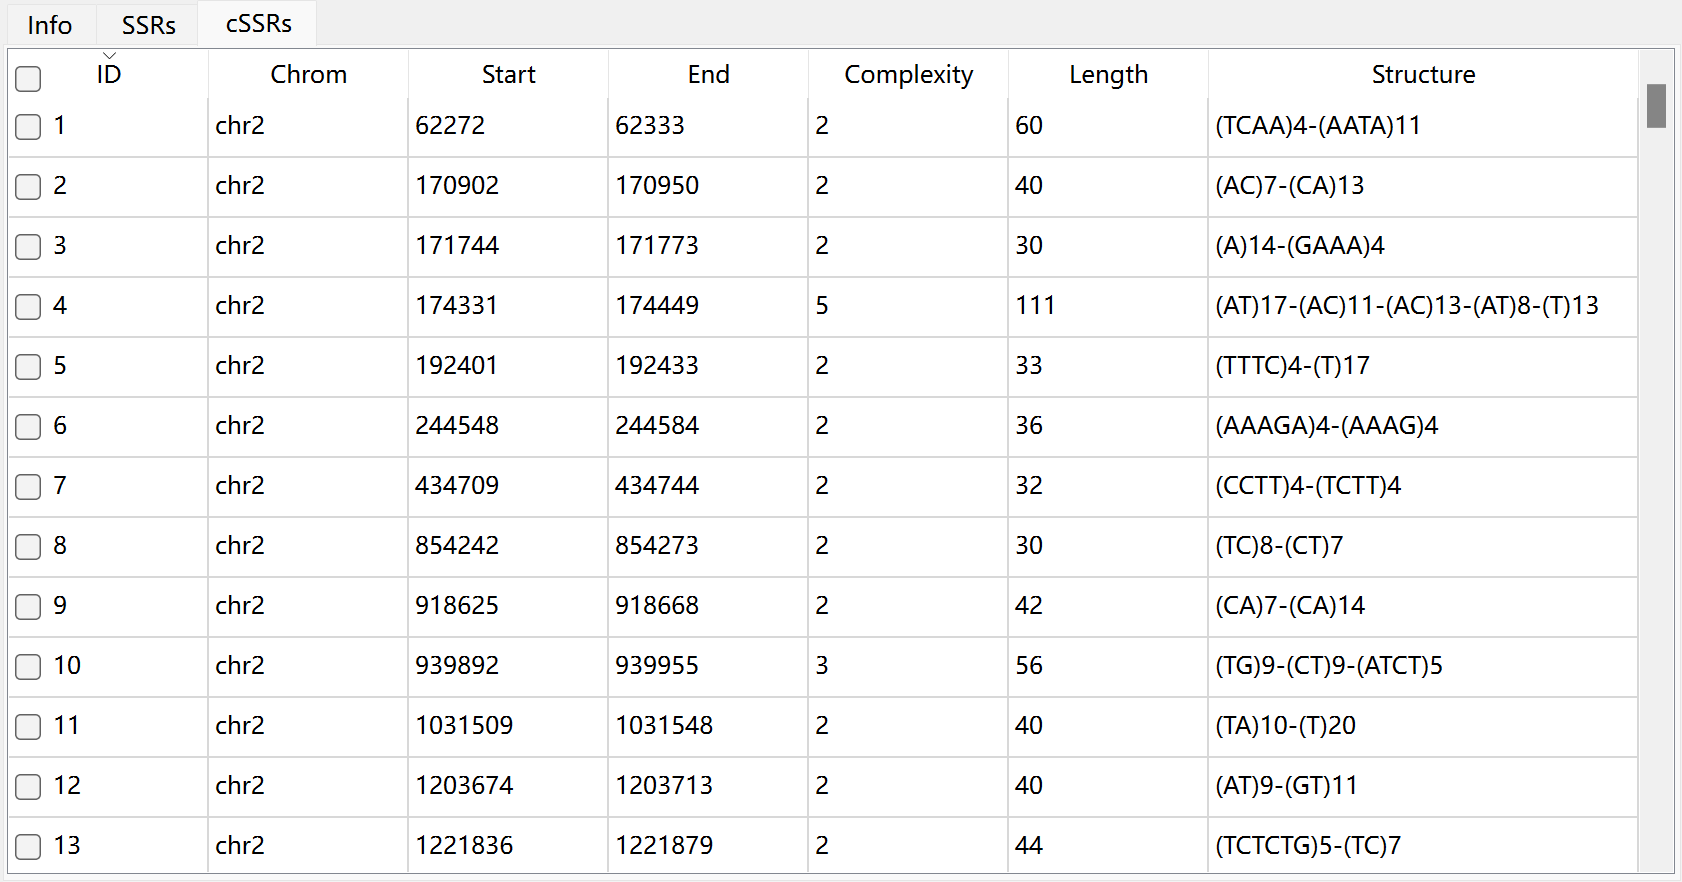 Info SSRs cSSRs
ID Chrom Start End Complexity Length Structure
1 chr2 62272 62333 2 60 (TCAA)4-(AATA)11
2 chr2 170902 170950 2 40 (AC)7-(CA)13
3 chr2 171744 171773 2 30 (A)14-(GAAA)4
4 chr2 174331 174449 5 111 (AT)17-(AC)11-(AC)13-(AT)8-(T)13
5 chr2 192401 192433 2 33 (TTTC)4-(T)17
6 chr2 244548 244584 2 36 (AAAGA)4-(AAAG)4
7 chr2 434709 434744 2 32 (CCTT)4-(TCTT)4
8 chr2 854242 854273 2 30 (TC)8-(CT)7
9 chr2 918625 918668 2 42 (CA)7-(CA)14
10 chr2 939892 939955 3 56 (TG)9-(CT)9-(ATCT)5
11 chr2 1031509 1031548 2 40 (TA)10-(T)20
12 chr2 1203674 1203713 2 40 (AT)9-(GT)11
13 chr2 1221836 1221879 2 44 (TCTCTG)5-(TC)7